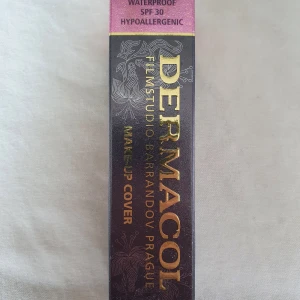 WATERPROOF
SPF 30
HYPOALLERGENIC
DERMACOL
FILMSTUDIO BARRANDOV PRAGUE
MAKE-UP COVER